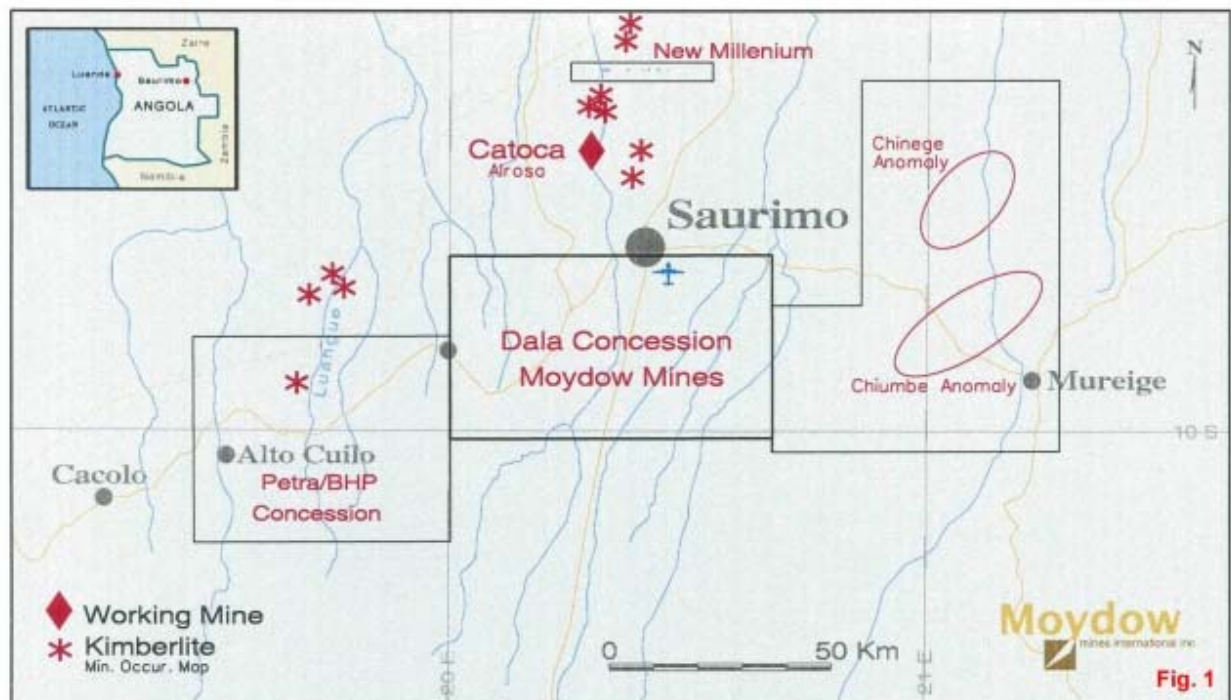 Zaire
Luanda
Saurimo
ATLANTIC
OCEAN
ANGOLA
Zambia
Namibia
New Millenium
N
Catoca
Alrosa
Chinege
Anomaly
Saurimo
Luangue
Dala Concession
Moydow Mines
Chiumbe Anomaly
Mureige
10 S
Alto Cuilo
Cacolo
Petra/BHP
Concession
Working Mine
Kimberlite
Min. Occur. Map
20 E
0 50 Km
21 E
Moydow
mines international inc
Fig. 1